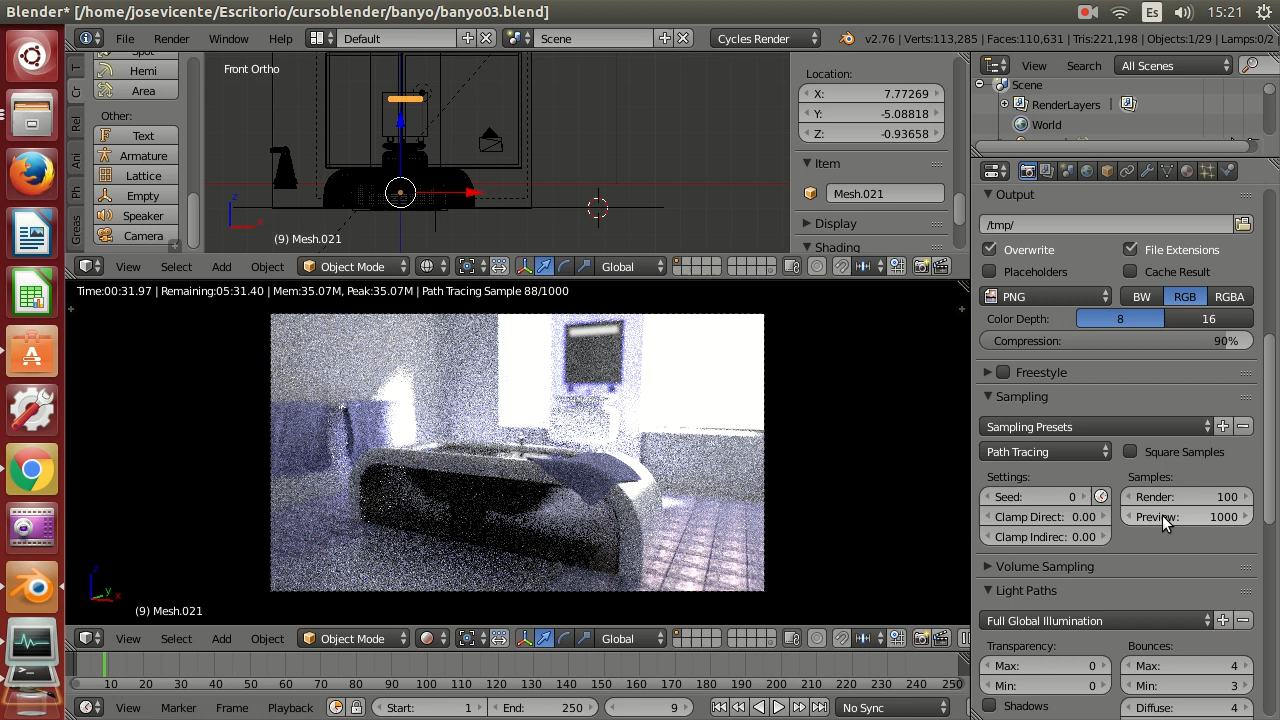 Blender* [/home/josevicente/Escritorio/cursoblender/banyo/banyo03.blend]
Es
15:21
File Render Window Help
Default
Scene
Cycles Render
v2.76 | Verts:113,285 | Faces:110,631 | Tris:221,198 | Objects:1/29 | Lamps:0/2
T
Cr
Rel
Ani
Ph
Greas
Spot
Hemi
Area
Other:
Text
Armature
Lattice
Empty
Speaker
Camera
Front Ortho
z
x
(9) Mesh.021
Location:
X: 7.77269
Y: -5.08818
Z: -0.93658
Item
Mesh.021
Display
Shading
View Search All Scenes
Scene
RenderLayers |
World
View Select Add Object Object Mode Global
Time:00:31.97 | Remaining:05:31.40 | Mem:35.07M, Peak:35.07M | Path Tracing Sample 88/1000
z
y
x
(9) Mesh.021
View Select Add Object Object Mode Global
10 20 30 40 50 60 70 80 90 100 110 120 130 140 150 160 170 180 190 200 210 220 230 240 250
View Marker Frame Playback
Start: 1
End: 250
9
No Sync
Output
/tmp/
Overwrite
File Extensions
Placeholders
Cache Result
PNG
BW RGB RGBA
Color Depth: 8 16
Compression: 90%
Freestyle
Sampling
Sampling Presets
Path Tracing
Square Samples
Settings:
Samples:
Seed: 0
Render: 100
Clamp Direct: 0.00
Preview: 1000
Clamp Indirec: 0.00
Volume Sampling
Light Paths
Full Global Illumination
Transparency:
Bounces:
Max: 0
Max: 4
Min: 0
Min: 3
Shadows
Diffuse: 4